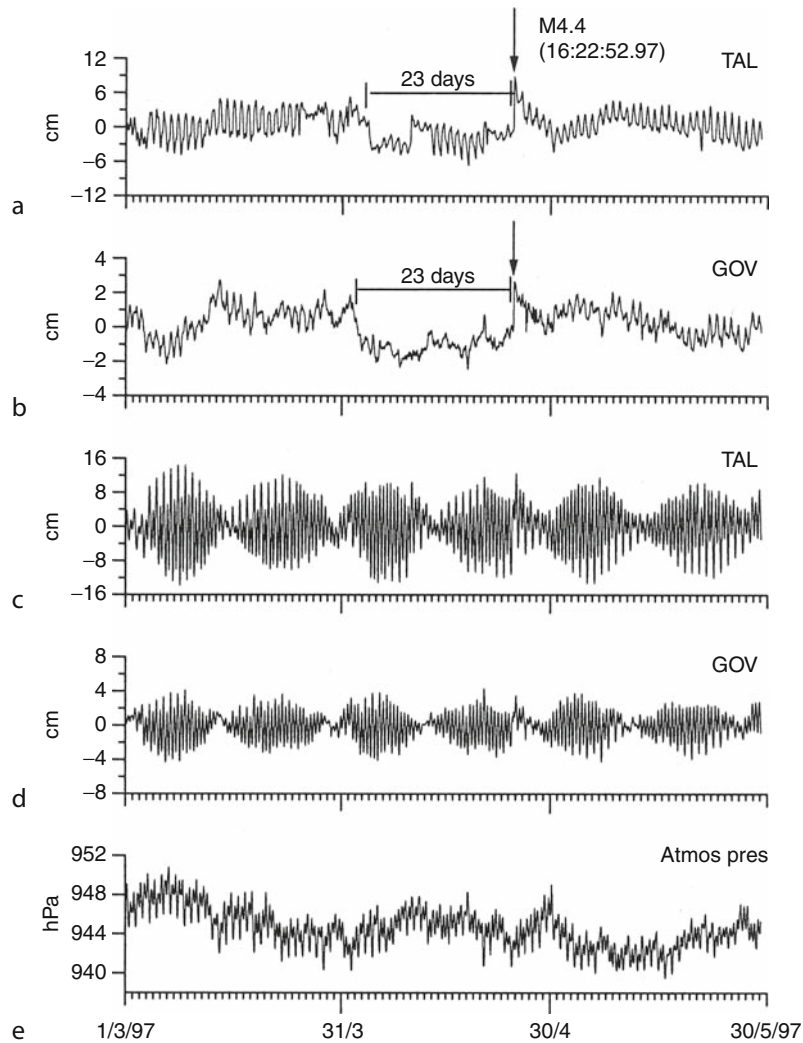 M4.4
(16:22:52.97)
TAL
23 days
12
6
0
−6
−12
cm
a
GOV
23 days
4
2
0
−2
−4
cm
b
TAL
16
8
0
−8
−16
cm
c
GOV
8
4
0
−4
−8
cm
d
Atmos pres
952
948
944
940
hPa
e
1/3/97 31/3 30/4 30/5/97